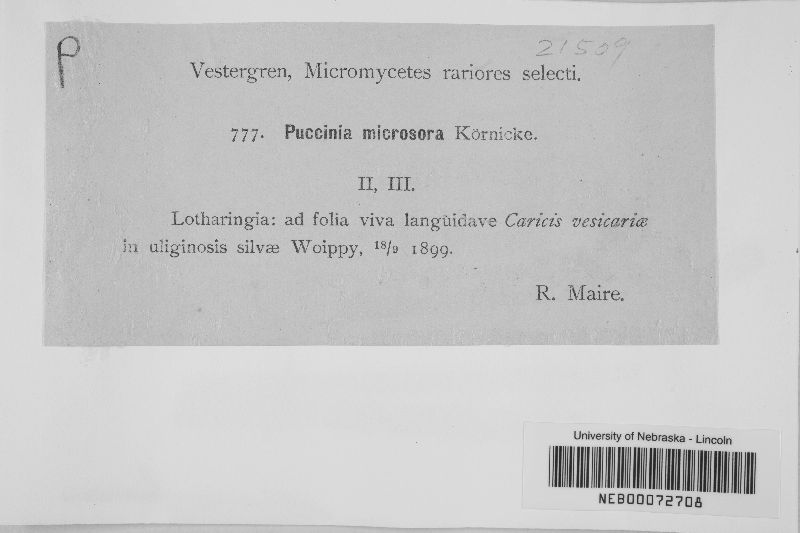 P
21509
Vestergren, Micromycetes rariores selecti.
777. Puccinia microsora Körnicke.
II, III.
Lotharingia: ad folia viva languidave Caricis vesicariæ
in uliginosis silvæ Woippy, 18/9 1899.
R. Maire.
University of Nebraska - Lincoln
NEB00072708